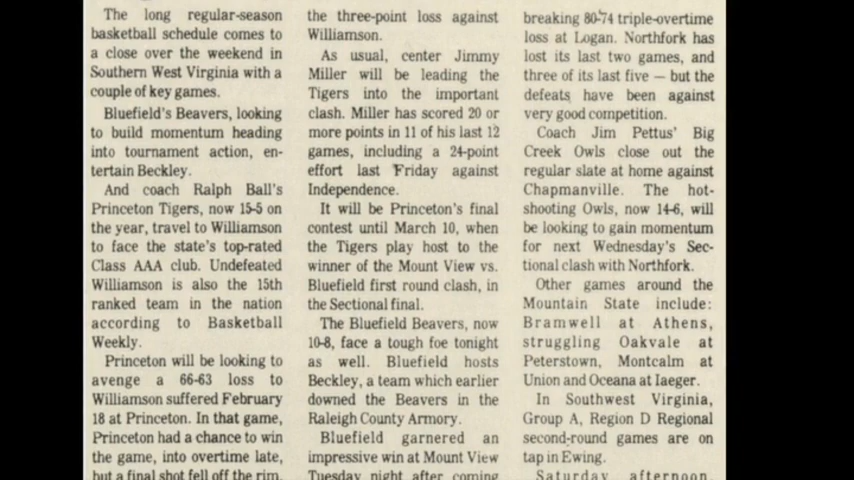 The long regular-season
basketball schedule comes to
a close over the weekend in
Southern West Virginia with a
couple of key games.
Bluefield's Beavers, looking
to build momentum heading
into tournament action, en-
tertain Beckley.
And coach Ralph Ball's
Princeton Tigers, now 15-5 on
the year, travel to Williamson
to face the state's top-rated
Class AAA club. Undefeated
Williamson is also the 15th
ranked team in the nation
according to Basketball
Weekly.
Princeton will be looking to
avenge a 66-63 loss to
Williamson suffered February
18 at Princeton. In that game,
Princeton had a chance to win
the game, into overtime late,
but a final shot fell off the rim.
the three-point loss against
Williamson.
As usual, center Jimmy
Miller will be leading the
Tigers into the important
clash. Miller has scored 20 or
more points in 11 of his last 12
games, including a 24-point
effort last Friday against
Independence.
It will be Princeton's final
contest until March 10, when
the Tigers play host to the
winner of the Mount View vs.
Bluefield first round clash, in
the Sectional final.
The Bluefield Beavers, now
10-8, face a tough foe tonight
as well. Bluefield hosts
Beckley, a team which earlier
downed the Beavers in the
Raleigh County Armory.
Bluefield garnered an
impressive win at Mount View
Tuesday night after coming
breaking 80-74 triple-overtime
loss at Logan. Northfork has
lost its last two games, and
three of its last five — but the
defeats have been against
very good competition.
Coach Jim Pettus' Big
Creek Owls close out the
regular slate at home against
Chapmanville. The hot-
shooting Owls, now 14-6, will
be looking to gain momentum
for next Wednesday's Sec-
tional clash with Northfork.
Other games around the
Mountain State include:
Bramwell at Athens,
struggling Oakvale at
Peterstown, Montcalm at
Union and Oceana at Iaeger.
In Southwest Virginia,
Group A, Region D Regional
second-round games are on
tap in Ewing.
Saturday afternoon,